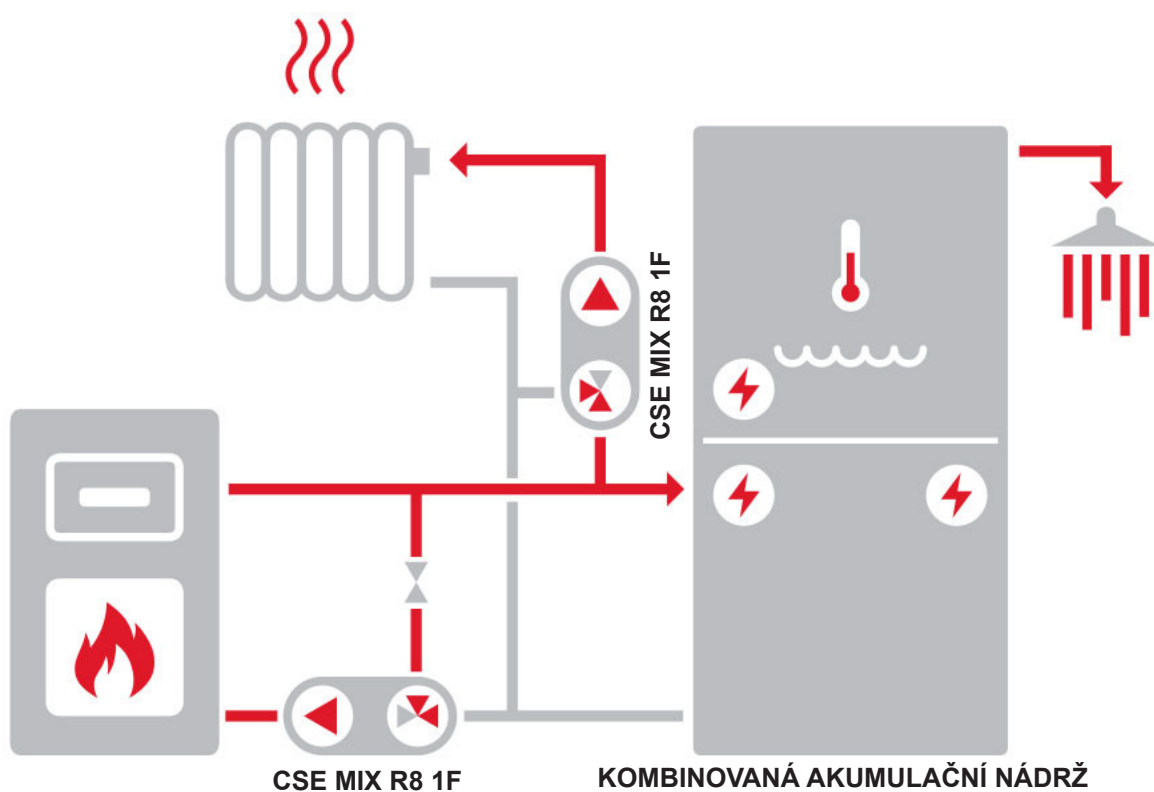 CSE MIX R8 1F
CSE MIX R8 1F
KOMBINOVANÁ AKUMULAČNÍ NÁDRŽ